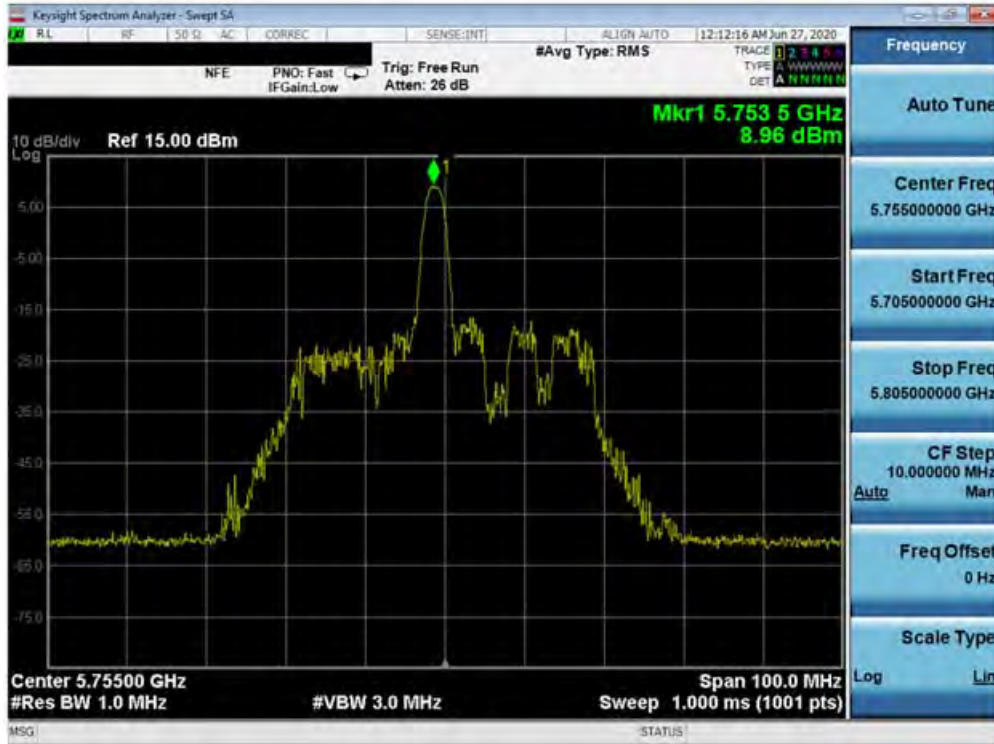 Keysight Spectrum Analyzer - Swept SA
RL RF 50 Ω AC CORREC SENSE:INT ALIGN AUTO 12:12:16 AM Jun 27, 2020
#Avg Type: RMS
TRACE 1 2 3 4 5 6
TYPE A WWWWW
DET A N N N N N
NFE PNO: Fast Trig: Free Run
IFGain:Low Atten: 26 dB
Mkr1 5.753 5 GHz
8.96 dBm
10 dB/div Ref 15.00 dBm
Log
1
5.00
-5.00
-15.0
-25.0
-35.0
-45.0
-55.0
-65.0
-75.0
Center 5.75500 GHz Span 100.0 MHz
#Res BW 1.0 MHz #VBW 3.0 MHz Sweep 1.000 ms (1001 pts)
MSG STATUS
Frequency
Auto Tune
Center Freq
5.755000000 GHz
Start Freq
5.705000000 GHz
Stop Freq
5.805000000 GHz
CF Step
10.000000 MHz
Auto Man
Freq Offset
0 Hz
Scale Type
Log Lin